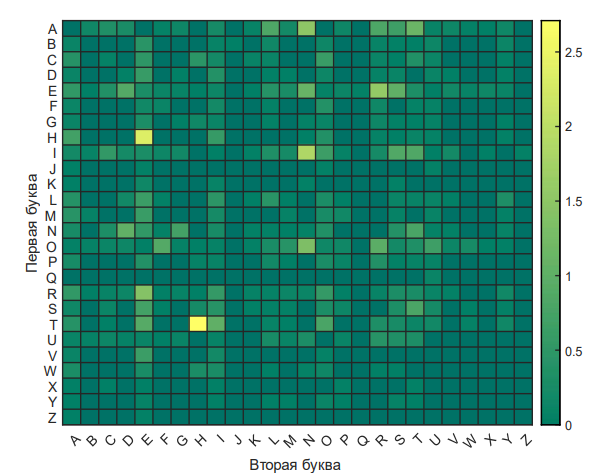 Первая буква
A
B
C
D
E
F
G
H
I
J
K
L
M
N
O
P
Q
R
S
T
U
V
W
X
Y
Z
A B C D E F G H I J K L M N O P Q R S T U V W X Y Z
Вторая буква
2.5
2
1.5
1
0.5
0